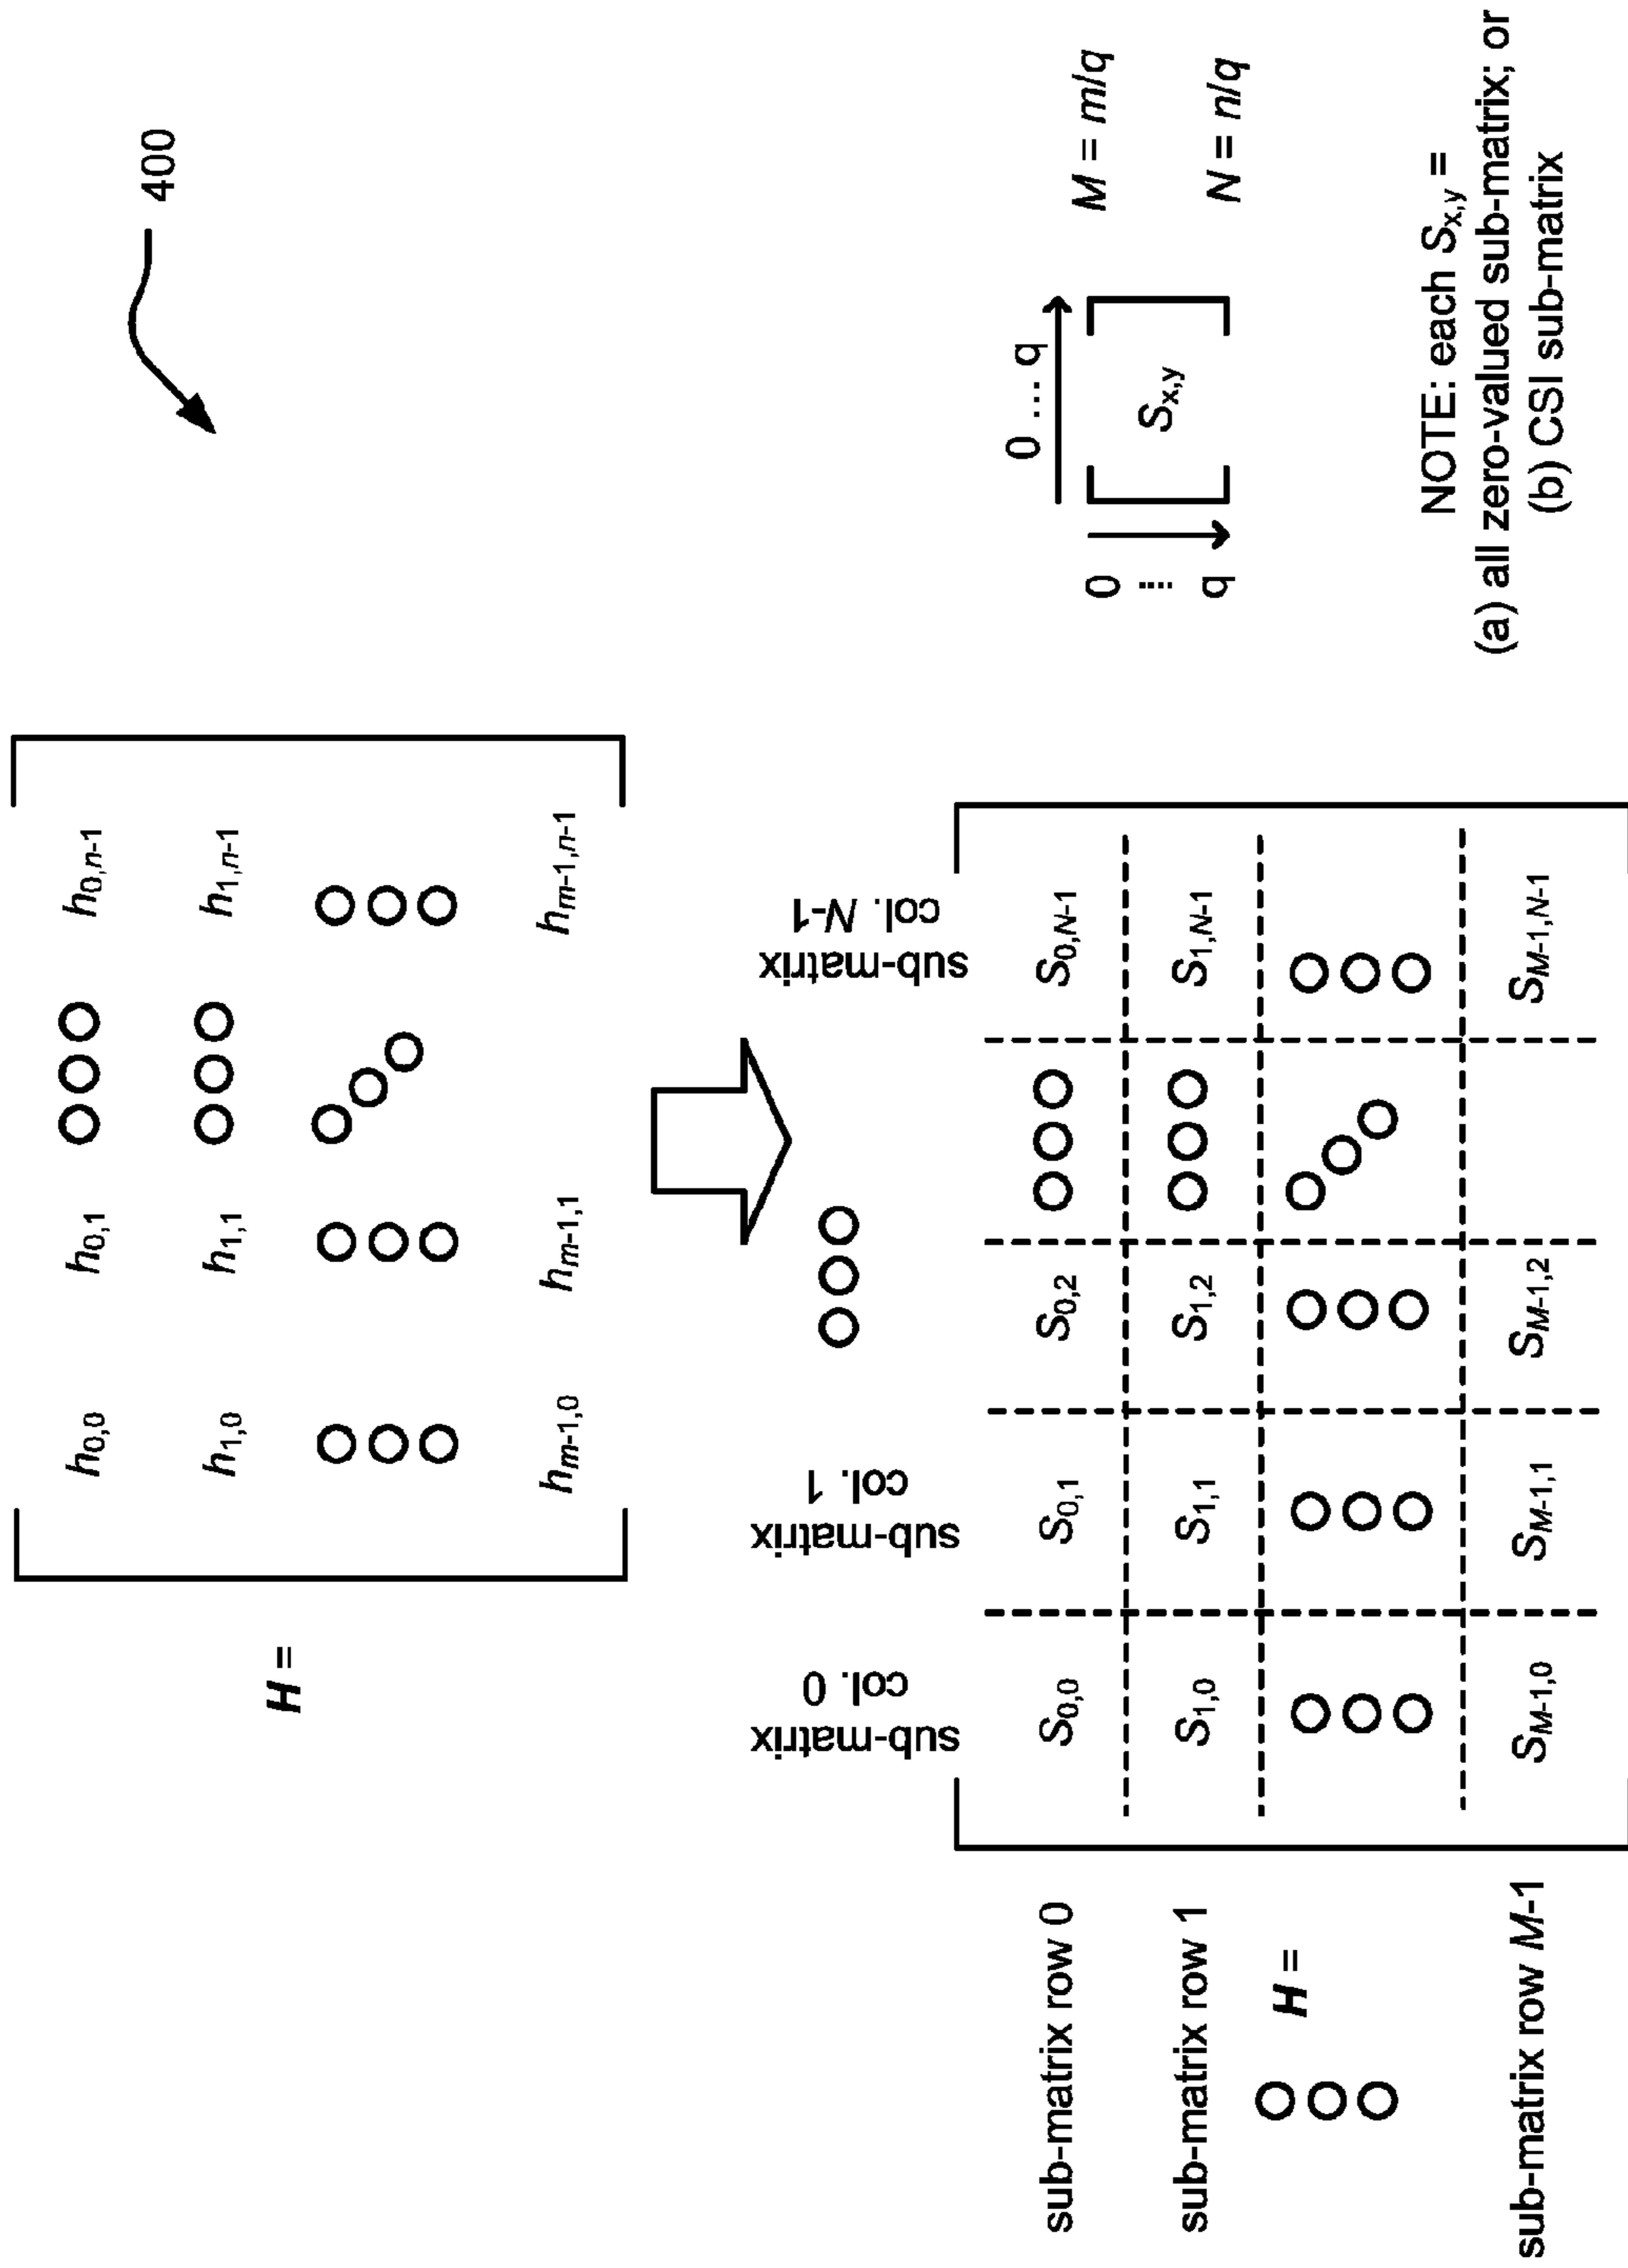 400
H =
h0,0 h0,1 h0,n-1
h1,0 h1,1 h1,n-1
hm-1,0 hm-1,1 hm-1,n-1
sub-matrix
col. 0
sub-matrix
col. 1
sub-matrix
col. N-1
sub-matrix row 0
sub-matrix row 1
H =
sub-matrix row M-1
S0,0 S0,1 S0,2 S0,N-1
S1,0 S1,1 S1,2 S1,N-1
SM-1,0 SM-1,1 SM-1,2 SM-1,N-1
0 ... q
0
...
q
Sx,y
M = m/q
N = n/q
NOTE: each Sx,y =
(a) all zero-valued sub-matrix; or
(b) CSI sub-matrix